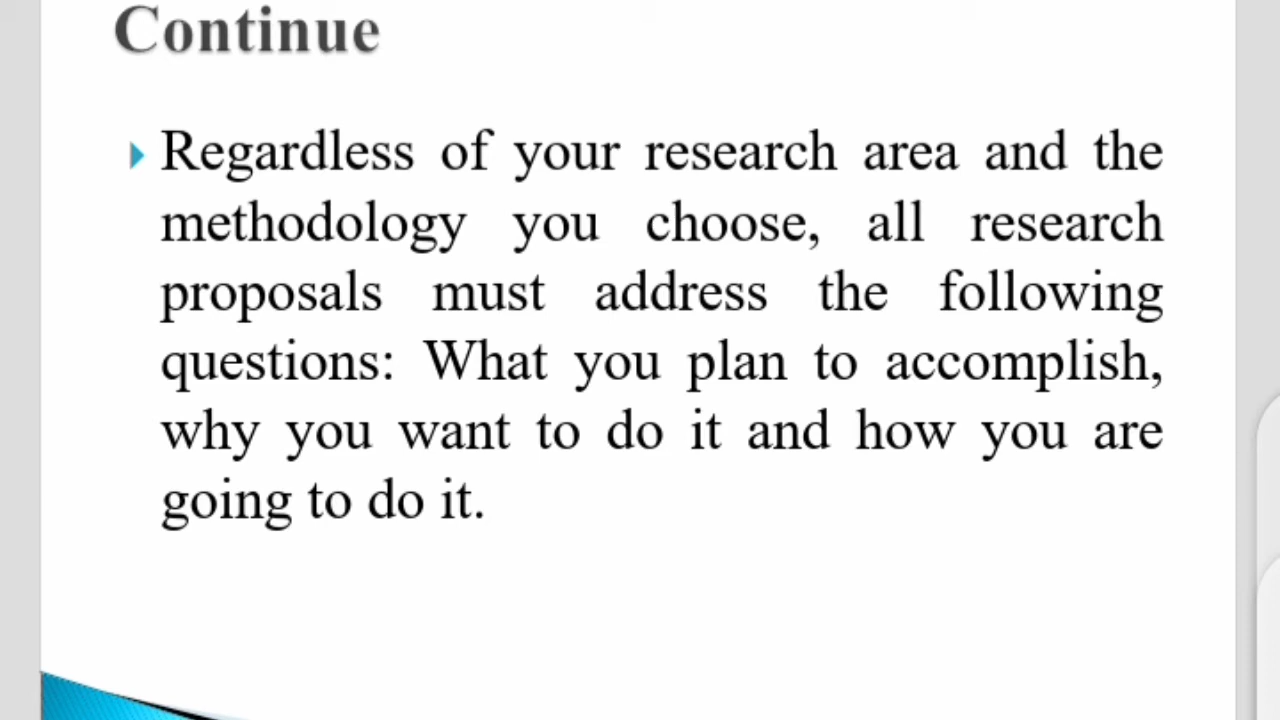 Continue
Regardless of your research area and the
methodology you choose, all research
proposals must address the following
questions: What you plan to accomplish,
why you want to do it and how you are
going to do it.